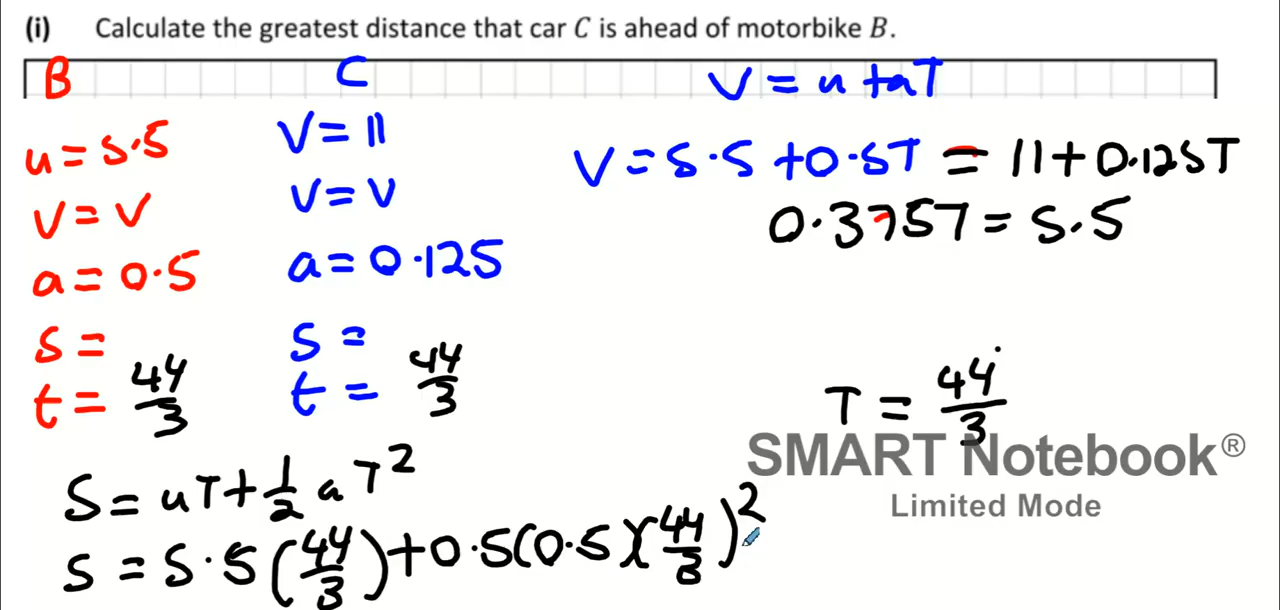 (i) Calculate the greatest distance that car C is ahead of motorbike B.
B
u = 5.5
v = v
a = 0.5
s =
t = 44/3
C
v = 11
v = v
a = 0.125
s =
t = 44/3
v = u + aT
v = 5.5 + 0.5T = 11 + 0.125T
0.375T = 5.5
T = 44/3
SMART Notebook®
Limited Mode
S = uT + 1/2 a T²
S = 5.5(44/3) + 0.5(0.5)(44/3)²